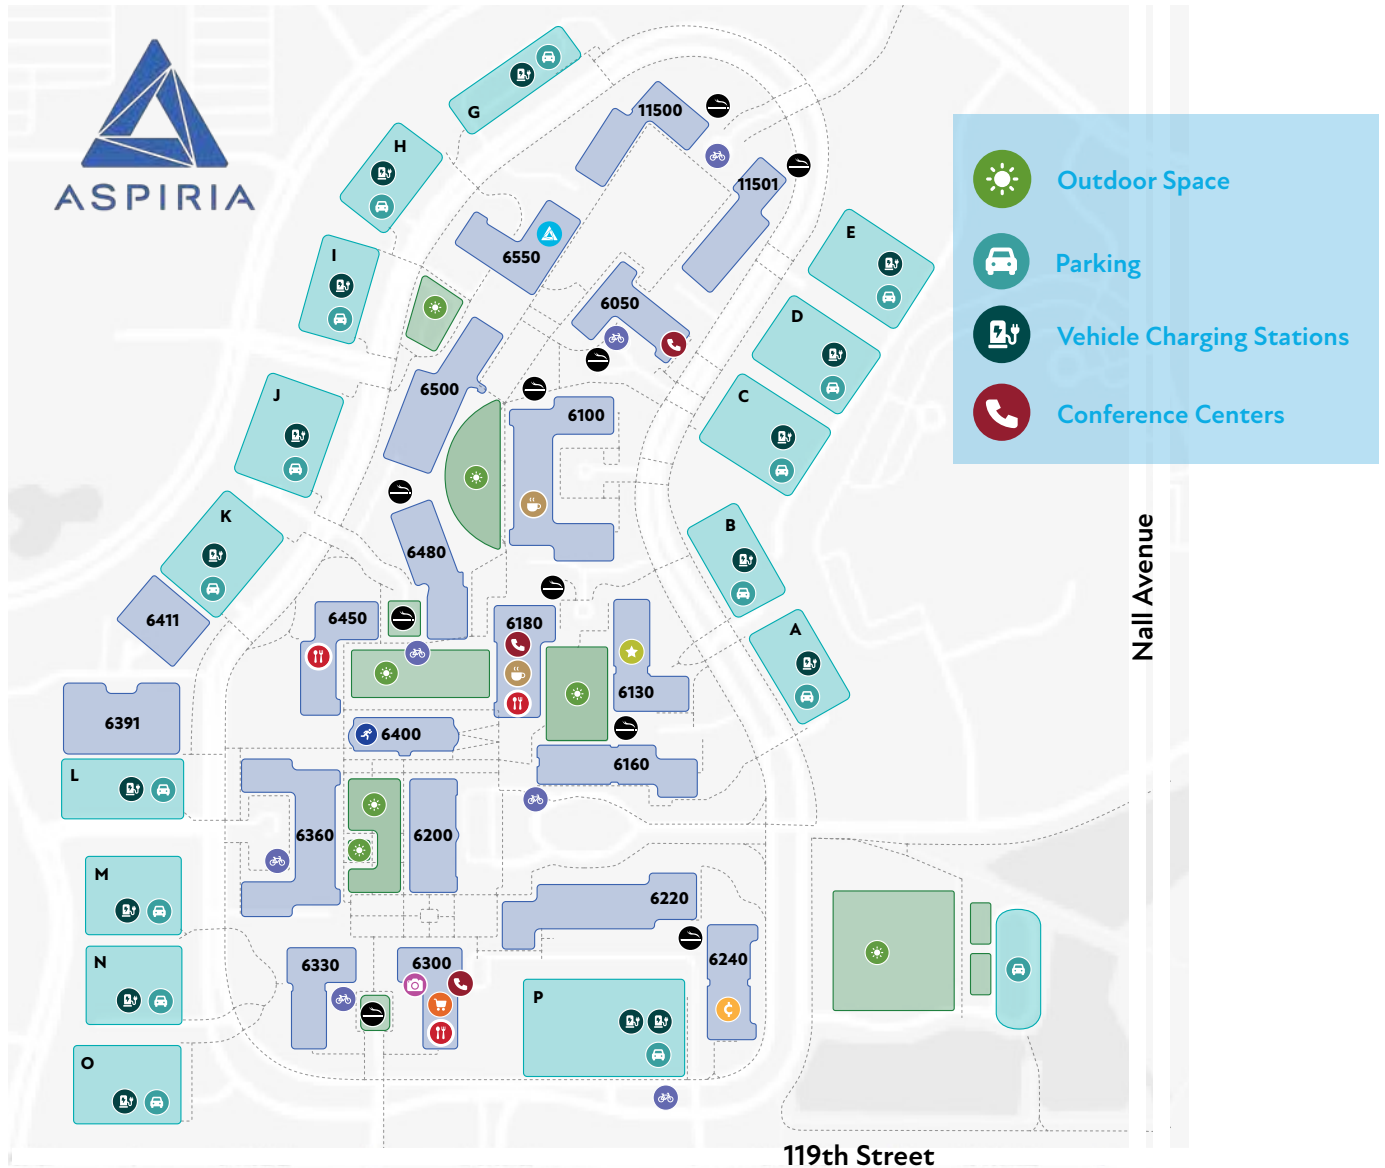 ASPIRIA
G
11500
H
11501
E
I
6550
6050
D
6500
J
C
6100
K
B
6480
6411
6450
6180
A
6130
6391
6400
L
6160
6360
6200
M
6220
N
6330
6300
6240
P
O
Outdoor Space
Parking
Vehicle Charging Stations
Conference Centers
Nall Avenue
119th Street
¢